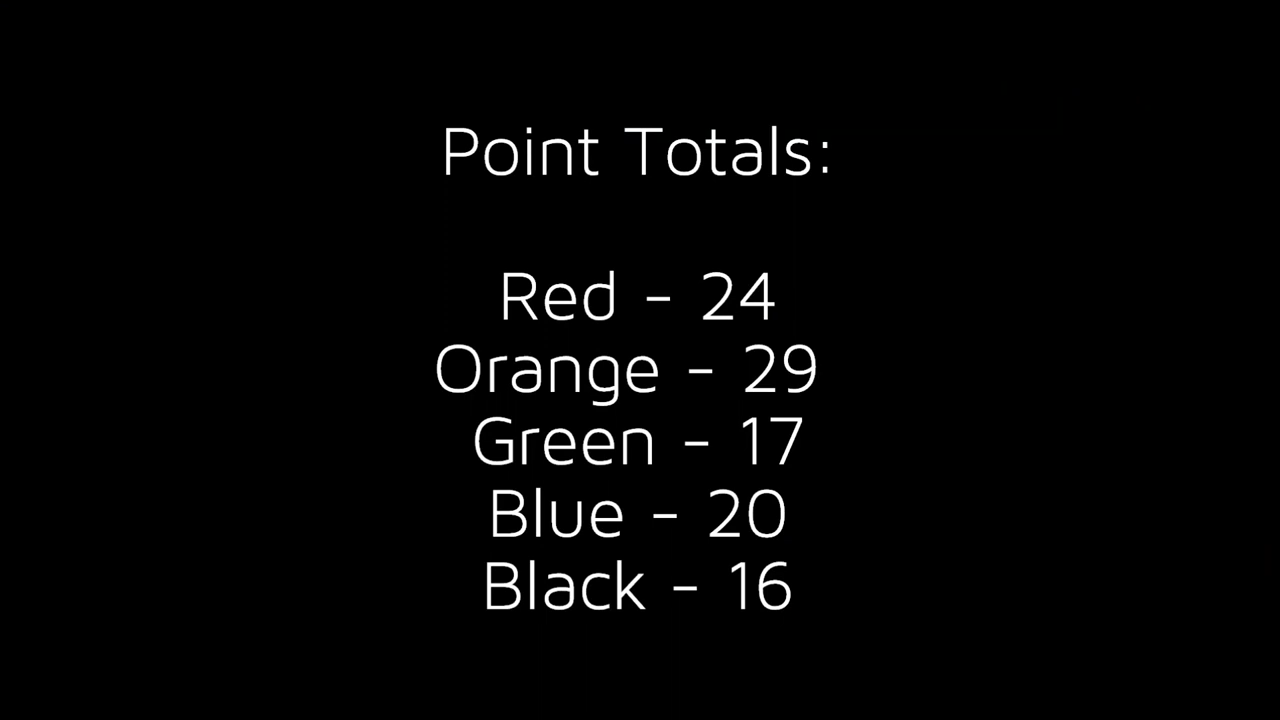 Point Totals:
Red - 24
Orange - 29
Green - 17
Blue - 20
Black - 16